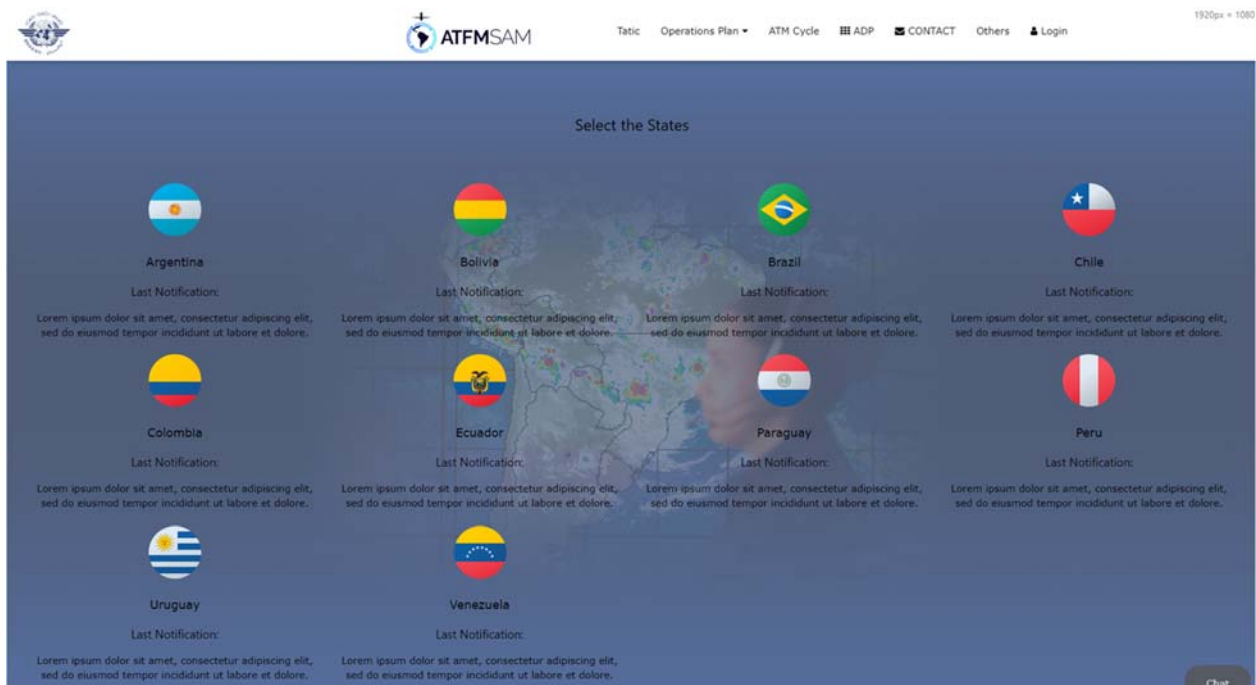 ATFMSAM
Tatic Operations Plan ATM Cycle ADP CONTACT Others Login
1920px × 1080
Select the States
Argentina Bolivia Brazil Chile
Last Notification: Last Notification: Last Notification: Last Notification:
Lorem ipsum dolor sit amet, consectetur adipiscing elit, Lorem ipsum dolor sit amet, consectetur adipiscing elit, Lorem ipsum dolor sit amet, consectetur adipiscing elit, Lorem ipsum dolor sit amet, consectetur adipiscing elit,
sed do eiusmod tempor incididunt ut labore et dolore. sed do eiusmod tempor incididunt ut labore et dolore. sed do eiusmod tempor incididunt ut labore et dolore. sed do eiusmod tempor incididunt ut labore et dolore.
Colombia Ecuador Paraguay Peru
Last Notification: Last Notification: Last Notification: Last Notification:
Lorem ipsum dolor sit amet, consectetur adipiscing elit, Lorem ipsum dolor sit amet, consectetur adipiscing elit, Lorem ipsum dolor sit amet, consectetur adipiscing elit, Lorem ipsum dolor sit amet, consectetur adipiscing elit,
sed do eiusmod tempor incididunt ut labore et dolore. sed do eiusmod tempor incididunt ut labore et dolore. sed do eiusmod tempor incididunt ut labore et dolore. sed do eiusmod tempor incididunt ut labore et dolore.
Uruguay Venezuela
Last Notification: Last Notification:
Lorem ipsum dolor sit amet, consectetur adipiscing elit, Lorem ipsum dolor sit amet, consectetur adipiscing elit,
sed do eiusmod tempor incididunt ut labore et dolore. sed do eiusmod tempor incididunt ut labore et dolore.
Chat